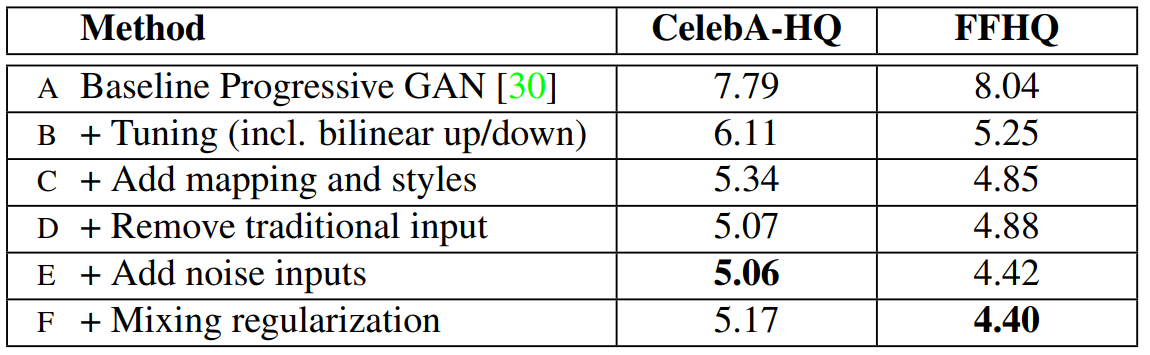 Method CelebA-HQ FFHQ
A Baseline Progressive GAN [30] 7.79 8.04
B + Tuning (incl. bilinear up/down) 6.11 5.25
C + Add mapping and styles 5.34 4.85
D + Remove traditional input 5.07 4.88
E + Add noise inputs 5.06 4.42
F + Mixing regularization 5.17 4.40